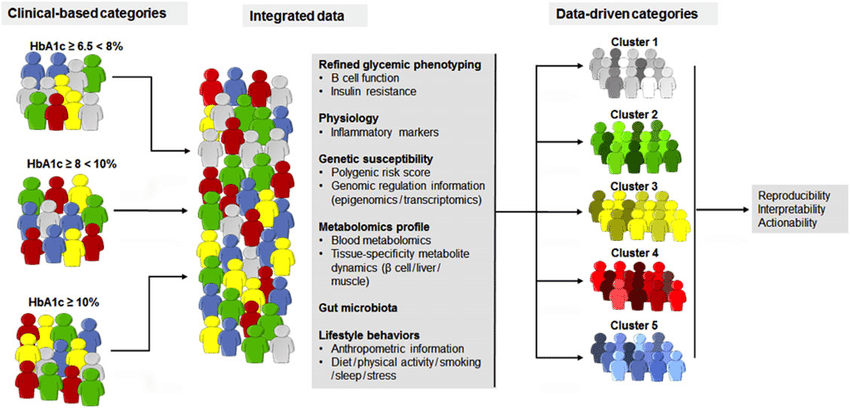 Clinical-based categories
HbA1c ≥ 6.5 < 8%
HbA1c ≥ 8 < 10%
HbA1c ≥ 10%
Integrated data
Refined glycemic phenotyping
• B cell function
• Insulin resistance
Physiology
• Inflammatory markers
Genetic susceptibility
• Polygenic risk score
• Genomic regulation information
(epigenomics/transcriptomics)
Metabolomics profile
• Blood metabolomics
• Tissue-specificity metabolite
dynamics (β cell/liver/
muscle)
Gut microbiota
Lifestyle behaviors
• Anthropometric information
• Diet/physical activity/smoking
/sleep/stress
Data-driven categories
Cluster 1
Cluster 2
Cluster 3
Cluster 4
Cluster 5
Reproducibility
Interpretability
Actionability